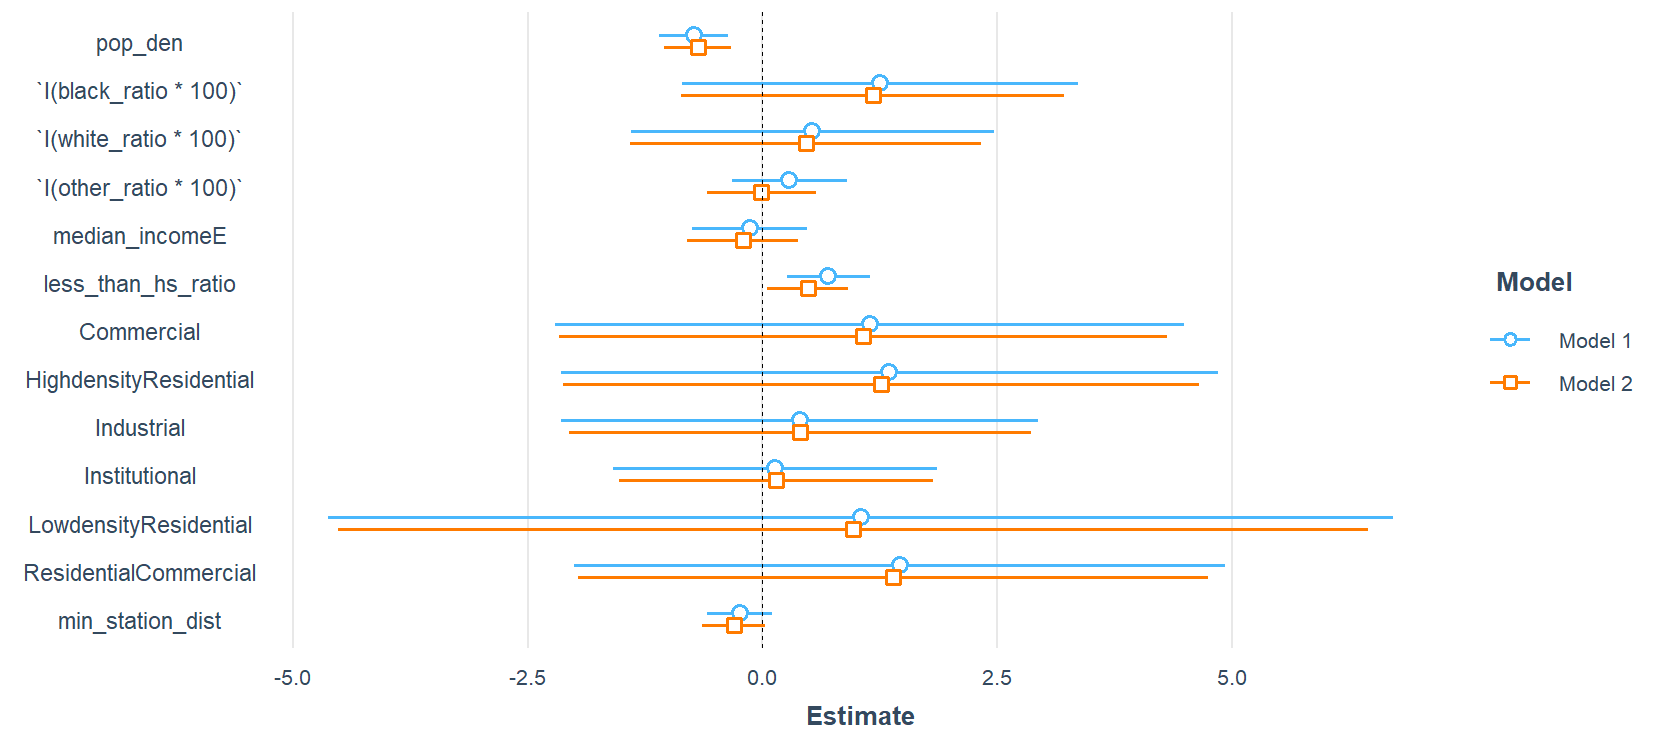 pop_den
`I(black_ratio * 100)`
`I(white_ratio * 100)`
`I(other_ratio * 100)`
median_incomeE
less_than_hs_ratio
Commercial
HighdensityResidential
Industrial
Institutional
LowdensityResidential
ResidentialCommercial
min_station_dist
-5.0 -2.5 0.0 2.5 5.0
Estimate
Model
Model 1
Model 2